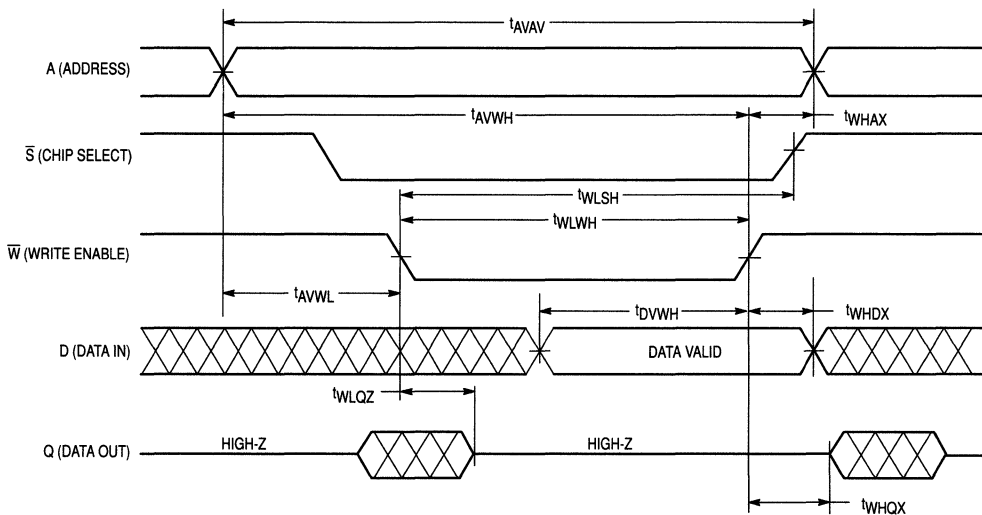 tAVAV
A (ADDRESS)
tAVWH
tWHAX
S̅ (CHIP SELECT)
tWLSH
tWLWH
W̅ (WRITE ENABLE)
tAVWL
tDVWH
tWHDX
D (DATA IN)
DATA VALID
tWLQZ
Q (DATA OUT)
HIGH-Z
HIGH-Z
tWHQX